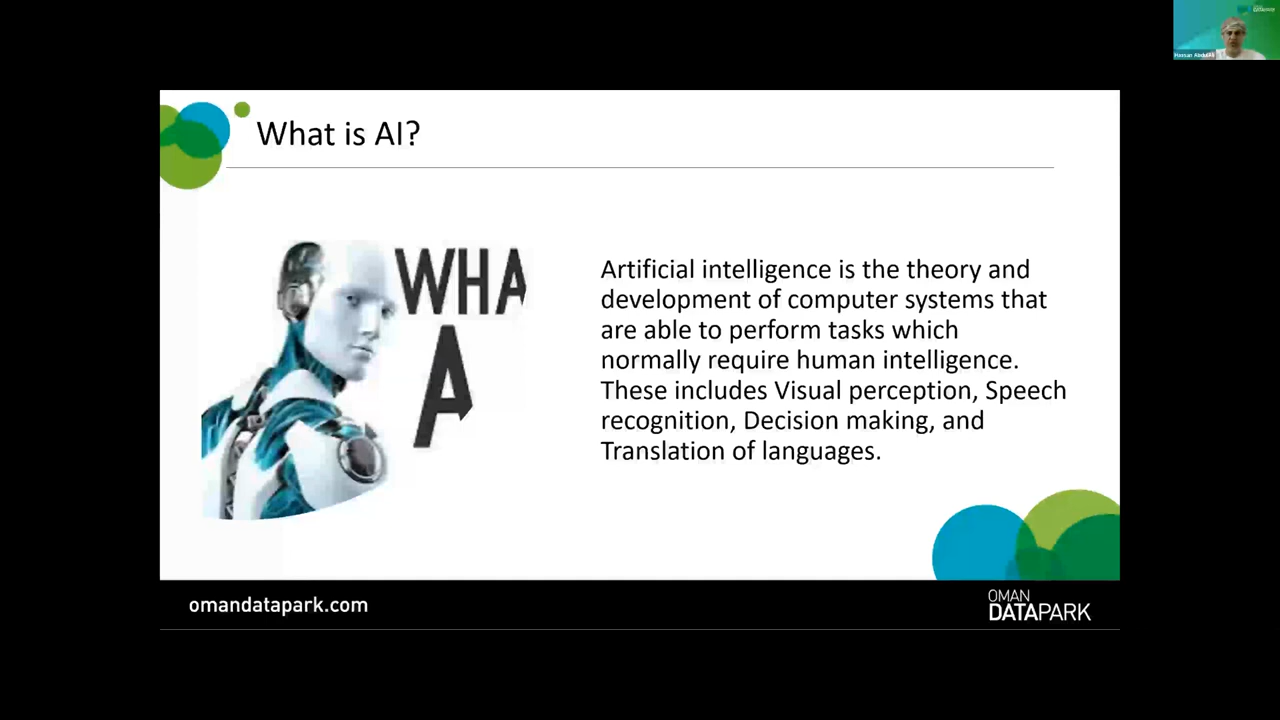 What is AI?
WHA
A
Artificial intelligence is the theory and
development of computer systems that
are able to perform tasks which
normally require human intelligence.
These includes Visual perception, Speech
recognition, Decision making, and
Translation of languages.
omandatapark.com
OMAN
DATAPARK